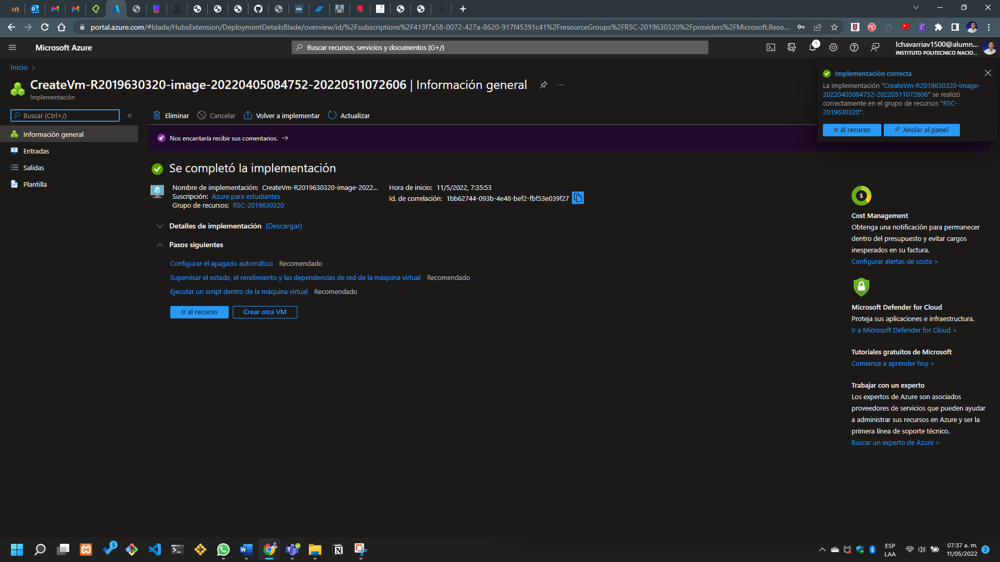 portal.azure.com/#blade/HubsExtension/DeploymentDetailsBlade/overview/id/%2Fsubscriptions%2F413f7a58-0072-427a-8620-917f45391c41%2FresourceGroups%2FRSC-2019630320%2Fproviders%2FMicrosoft.Reso...
Microsoft Azure
Buscar recursos, servicios y documentos (G+/)
1
lchavarriav1500@alumn...
INSTITUTO POLITECNICO NACIO...
Inicio
CreateVm-R2019630320-image-20220405084752-20220511072606 | Información general
Implementación
Implementación correcta
La implementación "CreateVm-R2019630320-image-
20220405084752-20220511072606" se realizó
correctamente en el grupo de recursos "RSC-
2019630320".
Ir al recurso
Anclar al panel
Buscar (Ctrl+/)
Información general
Entradas
Salidas
Plantilla
Eliminar
Cancelar
Volver a implementar
Actualizar
Nos encantaría recibir sus comentarios. →
Se completó la implementación
Nombre de implementación: CreateVm-R2019630320-image-2022...
Suscripción: Azure para estudiantes
Grupo de recursos: RSC-2019630320
Hora de inicio: 11/5/2022, 7:35:53
Id. de correlación: 1bb62744-093b-4e48-bef2-fbf53e039f27
Detalles de implementación (Descargar)
Pasos siguientes
Configurar el apagado automático Recomendado
Supervisar el estado, el rendimiento y las dependencias de red de la máquina virtual Recomendado
Ejecutar un script dentro de la máquina virtual Recomendado
Ir al recurso
Crear otra VM
Cost Management
Obtenga una notificación para permanecer
dentro del presupuesto y evitar cargos
inesperados en su factura.
Configurar alertas de costo >
Microsoft Defender for Cloud
Proteja sus aplicaciones e infraestructura.
Ir a Microsoft Defender for Cloud >
Tutoriales gratuitos de Microsoft
Comience a aprender hoy >
Trabajar con un experto
Los expertos de Azure son asociados
proveedores de servicios que pueden ayudar
a administrar sus recursos en Azure y ser la
primera línea de soporte técnico.
Buscar un experto de Azure >
5
ESP
LAA
07:37 a. m.
11/05/2022
3